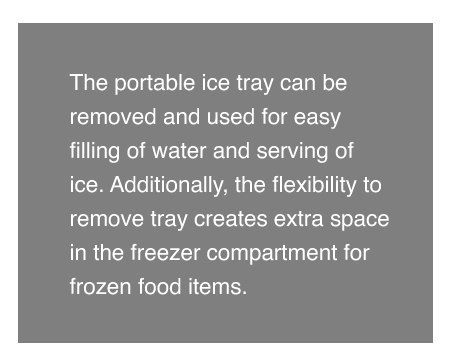 The portable ice tray can be
removed and used for easy
filling of water and serving of
ice. Additionally, the flexibility to
remove tray creates extra space
in the freezer compartment for
frozen food items.